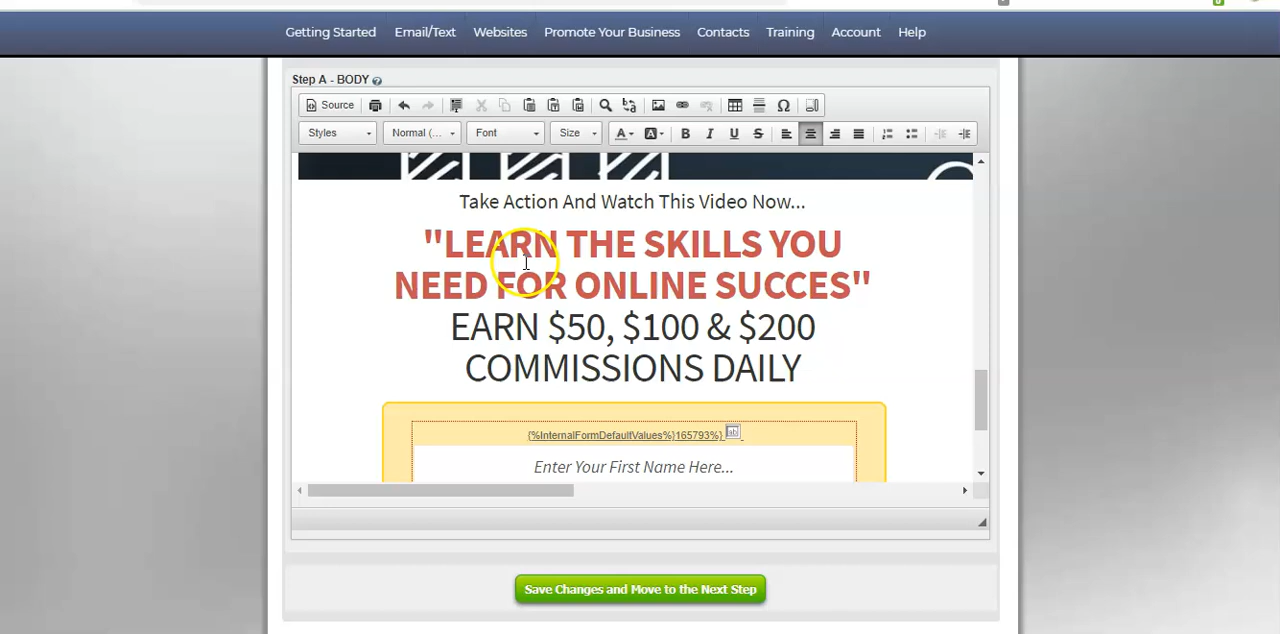 Getting Started Email/Text Websites Promote Your Business Contacts Training Account Help
Step A - BODY
Source
Styles Normal (... Font Size
Take Action And Watch This Video Now...
"LEARN THE SKILLS YOU
NEED FOR ONLINE SUCCES"
EARN $50, $100 & $200
COMMISSIONS DAILY
{%InternalFormDefaultValues%}165793%}
Enter Your First Name Here...
Save Changes and Move to the Next Step